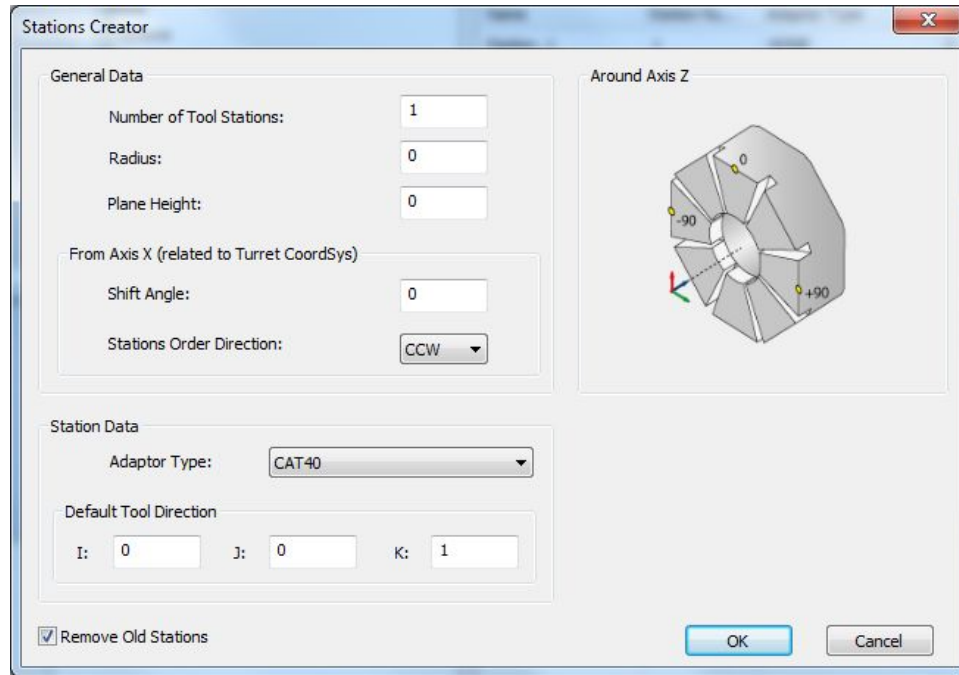 Stations Creator
General Data
Number of Tool Stations: 1
Radius: 0
Plane Height: 0
From Axis X (related to Turret CoordSys)
Shift Angle: 0
Stations Order Direction: CCW
Around Axis Z
0
-90
+90
Station Data
Adaptor Type: CAT40
Default Tool Direction
I: 0 J: 0 K: 1
Remove Old Stations
OK Cancel